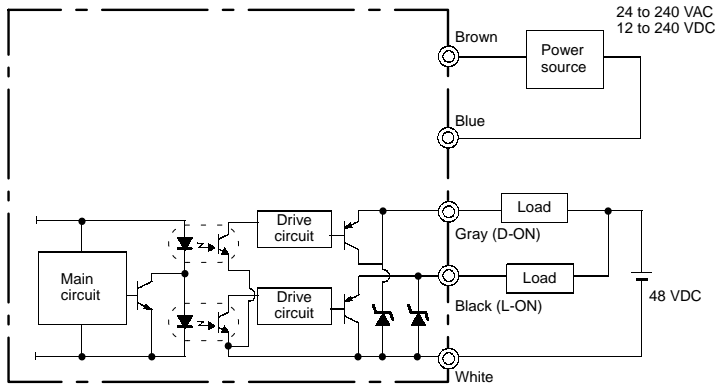 24 to 240 VAC
12 to 240 VDC
Brown
Power
source
Blue
Load
Gray (D-ON)
Drive
circuit
Main
circuit
Load
Black (L-ON)
Drive
circuit
48 VDC
White